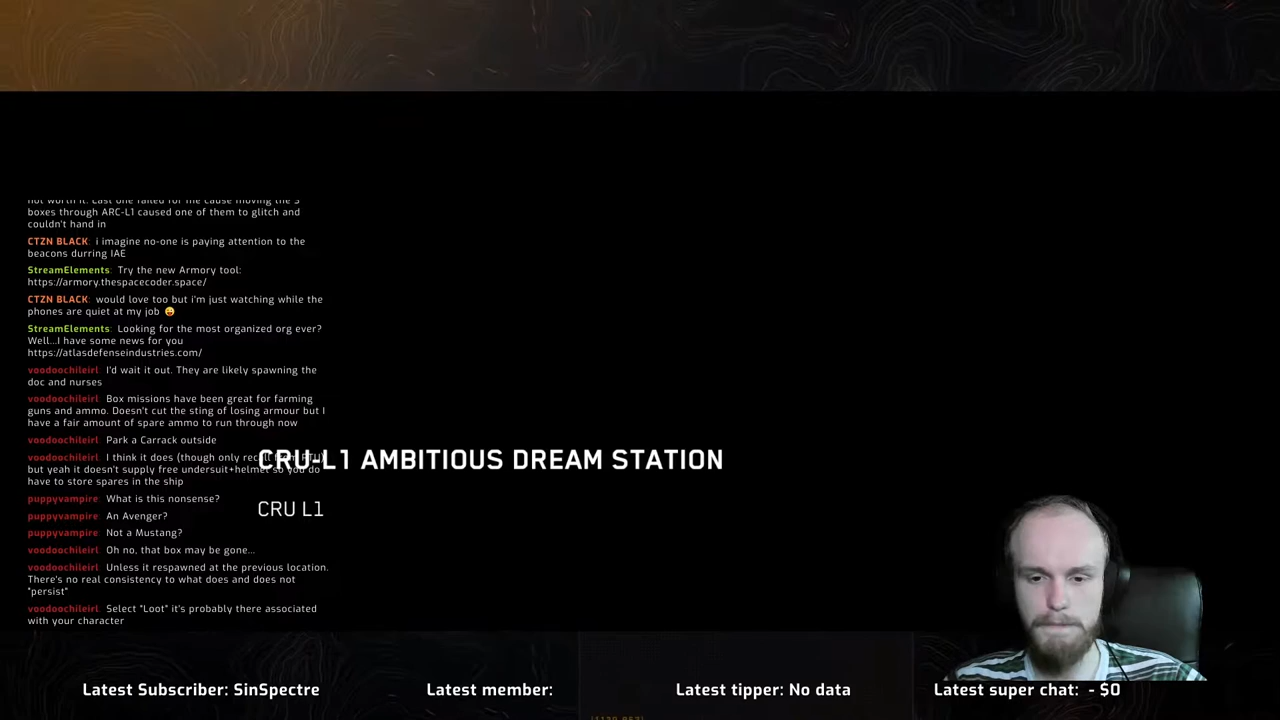 not worth it. Last one failed for me cause moving the 3
boxes through ARC-L1 caused one of them to glitch and
couldn't hand in
CTZN BLACK: i imagine no-one is paying attention to the
beacons durring IAE
StreamElements: Try the new Armory tool:
https://armory.thespacecoder.space/
CTZN BLACK: would love too but i'm just watching while the
phones are quiet at my job 😛
StreamElements: Looking for the most organized org ever?
Well...I have some news for you
https://atlasdefenseindustries.com/
voodoochileirl: I'd wait it out. They are likely spawning the
doc and nurses
voodoochileirl: Box missions have been great for farming
guns and ammo. Doesn't cut the sting of losing armour but I
have a fair amount of spare ammo to run through now
voodoochileirl: Park a Carrack outside
voodoochileirl: I think it does (though only recall from PTU)
but yeah it doesn't supply free undersuit+helmet so you do
have to store spares in the ship
puppyvampire: What is this nonsense?
puppyvampire: An Avenger?
puppyvampire: Not a Mustang?
voodoochileirl: Oh no, that box may be gone...
voodoochileirl: Unless it respawned at the previous location.
There's no real consistency to what does and does not
"persist"
voodoochileirl: Select "Loot" it's probably there associated
with your character
CRU-L1 AMBITIOUS DREAM STATION
CRU L1
Latest Subscriber: SinSpectre
Latest member:
Latest tipper: No data
Latest super chat: - $0